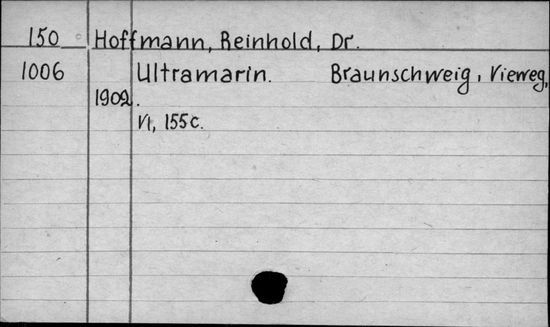 150 Hoffmann, Reinhold, Dr.
1006 Ultramarin. Braunschweig, Vieweg,
1902.
VI, 155 c.